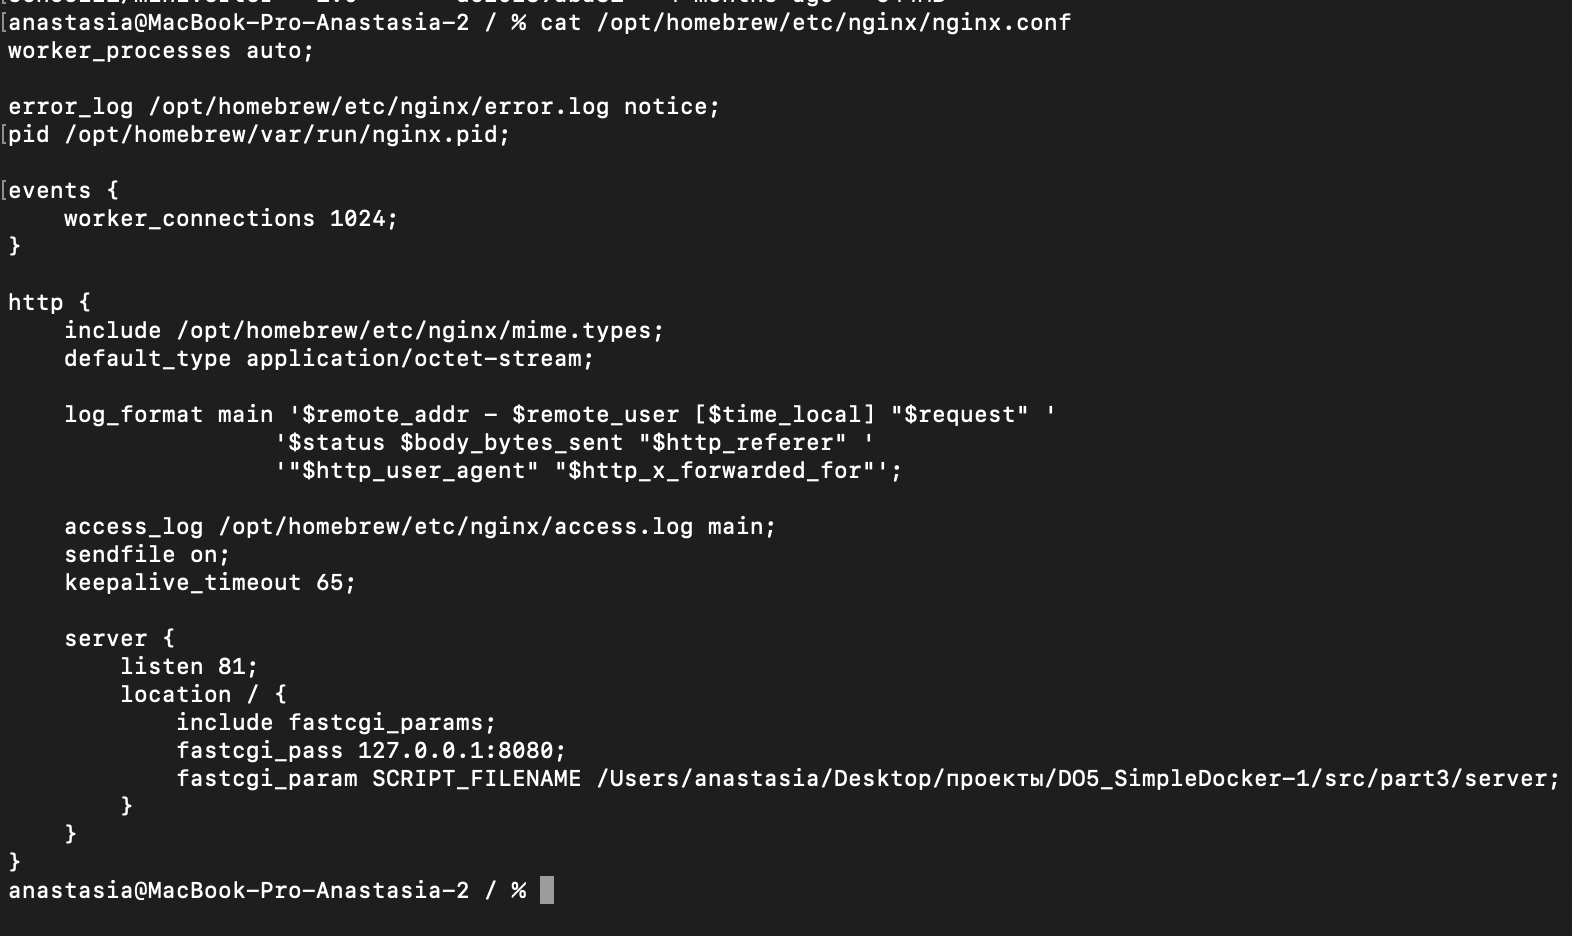 anastasia@MacBook-Pro-Anastasia-2 / % cat /opt/homebrew/etc/nginx/nginx.conf
worker_processes auto;
error_log /opt/homebrew/etc/nginx/error.log notice;
pid /opt/homebrew/var/run/nginx.pid;
events {
    worker_connections 1024;
}
http {
    include /opt/homebrew/etc/nginx/mime.types;
    default_type application/octet-stream;
    log_format main '$remote_addr - $remote_user [$time_local] "$request" '
                   '$status $body_bytes_sent "$http_referer" '
                   '"$http_user_agent" "$http_x_forwarded_for"';
    access_log /opt/homebrew/etc/nginx/access.log main;
    sendfile on;
    keepalive_timeout 65;
    server {
        listen 81;
        location / {
            include fastcgi_params;
            fastcgi_pass 127.0.0.1:8080;
            fastcgi_param SCRIPT_FILENAME /Users/anastasia/Desktop/проекты/DO5_SimpleDocker-1/src/part3/server;
        }
    }
}
anastasia@MacBook-Pro-Anastasia-2 / %